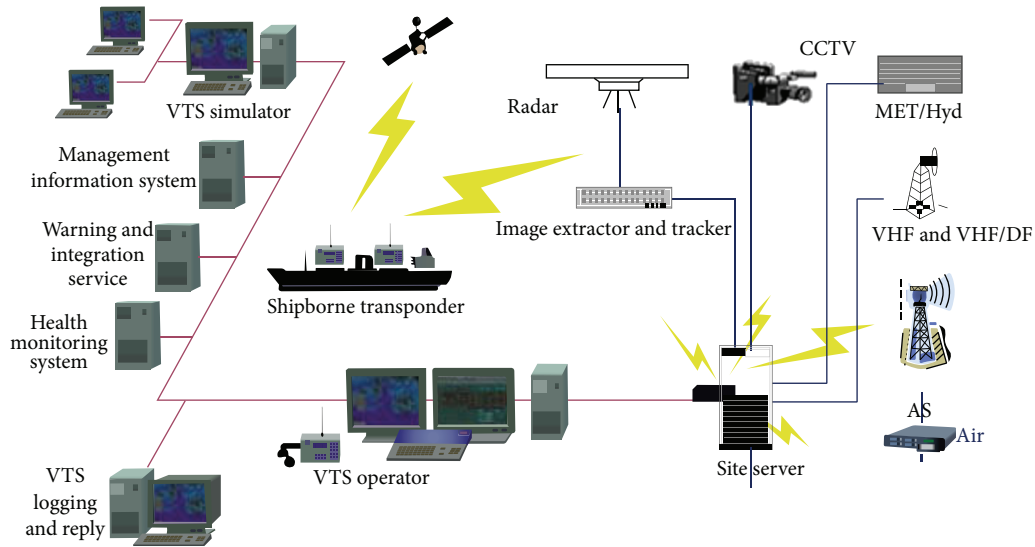 VTS simulator
Management
information system
Warning and
integration
service
Health
monitoring
system
VTS
logging
and reply
Shipborne transponder
VTS operator
Radar
Image extractor and tracker
CCTV
MET/Hyd
VHF and VHF/DF
AS
Air
Site server